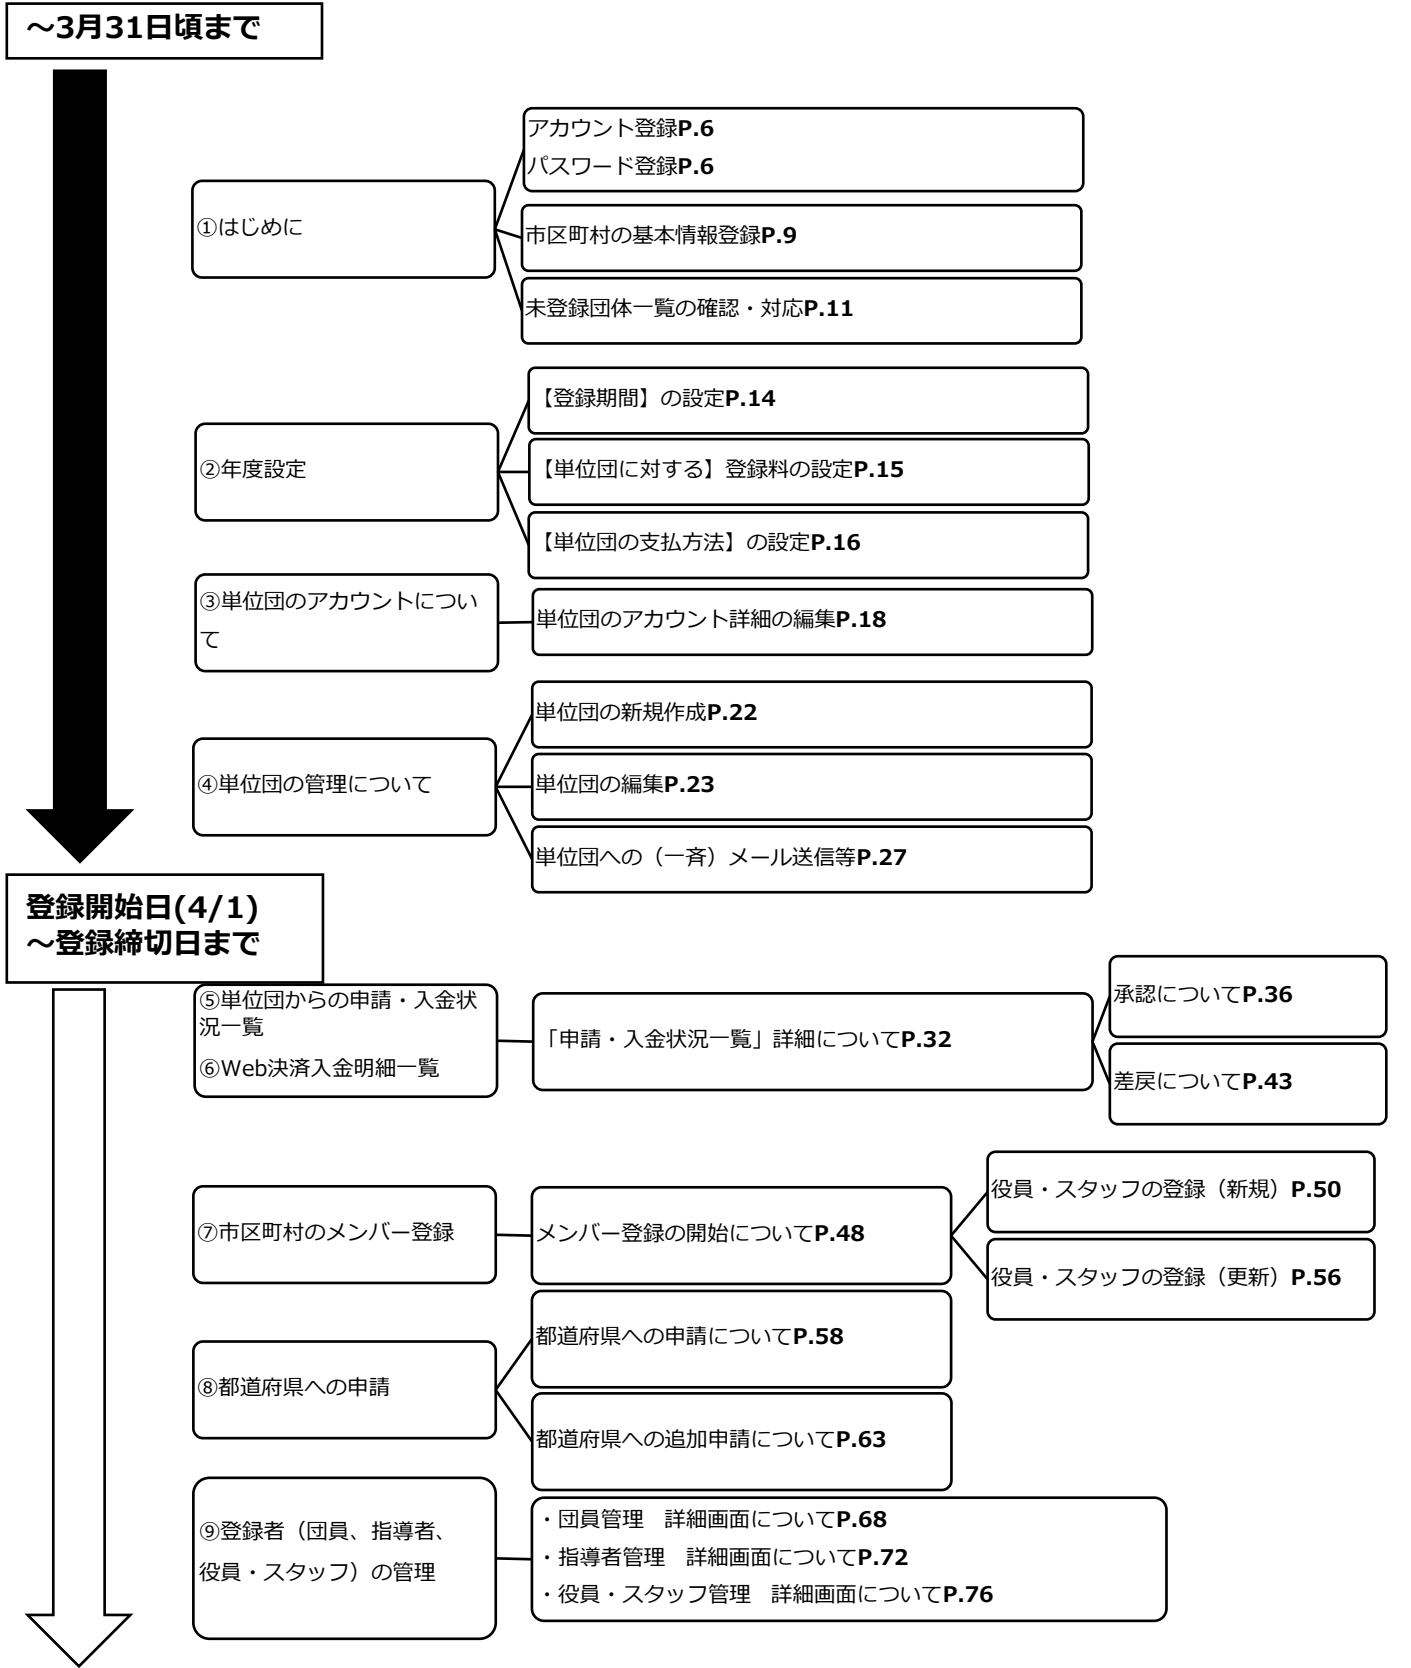 ～3月31日頃まで
アカウント登録P.6
パスワード登録P.6
①はじめに
市区町村の基本情報登録P.9
未登録団体一覧の確認・対応P.11
【登録期間】の設定P.14
②年度設定
【単位団に対する】登録料の設定P.15
【単位団の支払方法】の設定P.16
③単位団のアカウントについ
て
単位団のアカウント詳細の編集P.18
単位団の新規作成P.22
④単位団の管理について
単位団の編集P.23
単位団への（一斉）メール送信等P.27
登録開始日(4/1)
～登録締切日まで
⑤単位団からの申請・入金状
況一覧
⑥Web決済入金明細一覧
「申請・入金状況一覧」詳細についてP.32
承認についてP.36
差戻についてP.43
⑦市区町村のメンバー登録
メンバー登録の開始についてP.48
役員・スタッフの登録（新規）P.50
役員・スタッフの登録（更新）P.56
都道府県への申請についてP.58
⑧都道府県への申請
都道府県への追加申請についてP.63
⑨登録者（団員、指導者、
役員・スタッフ）の管理
・団員管理　詳細画面についてP.68
・指導者管理　詳細画面についてP.72
・役員・スタッフ管理　詳細画面についてP.76